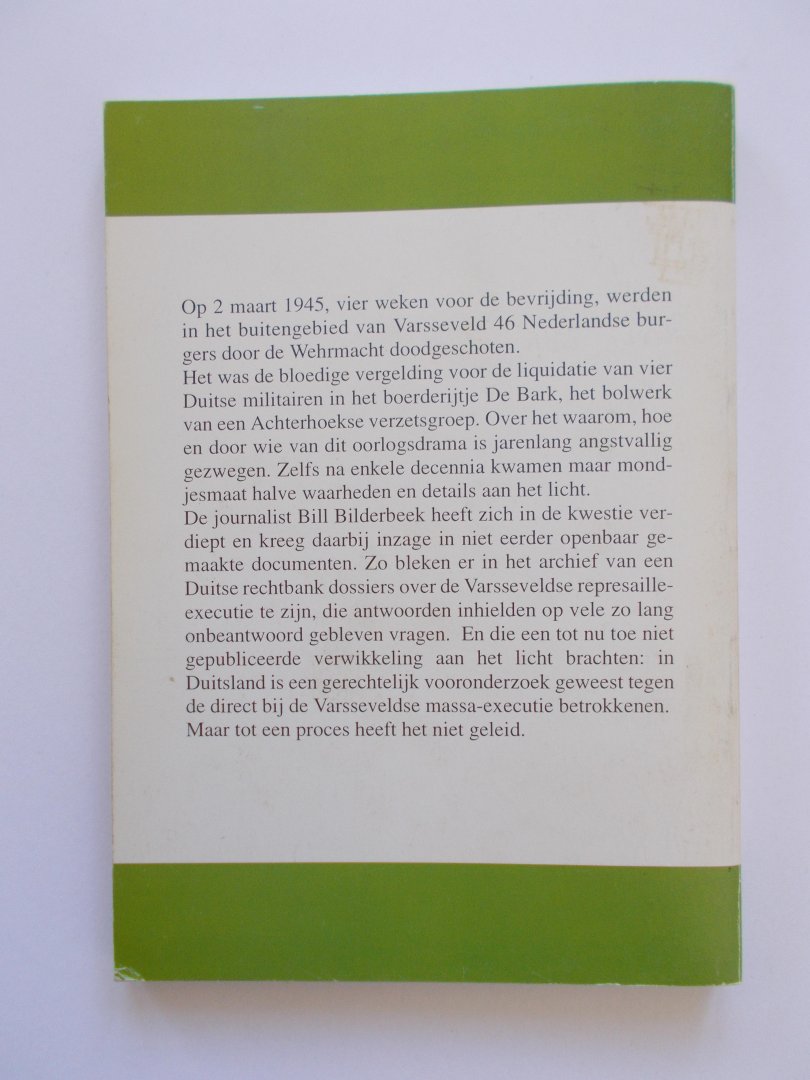 Op 2 maart 1945, vier weken voor de bevrijding, werden
in het buitengebied van Varsseveld 46 Nederlandse bur-
gers door de Wehrmacht doodgeschoten.
Het was de bloedige vergelding voor de liquidatie van vier
Duitse militairen in het boerderijtje De Bark, het bolwerk
van een Achterhoekse verzetsgroep. Over het waarom, hoe
en door wie van dit oorlogsdrama is jarenlang angstvallig
gezwegen. Zelfs na enkele decennia kwamen maar mond-
jesmaat halve waarheden en details aan het licht.
De journalist Bill Bilderbeek heeft zich in de kwestie ver-
diept en kreeg daarbij inzage in niet eerder openbaar ge-
maakte documenten. Zo bleken er in het archief van een
Duitse rechtbank dossiers over de Varsseveldse represaille-
executie te zijn, die antwoorden inhielden op vele zo lang
onbeantwoord gebleven vragen. En die een tot nu toe niet
gepubliceerde verwikkeling aan het licht brachten: in
Duitsland is een gerechtelijk vooronderzoek geweest tegen
de direct bij de Varsseveldse massa-executie betrokkenen.
Maar tot een proces heeft het niet geleid.